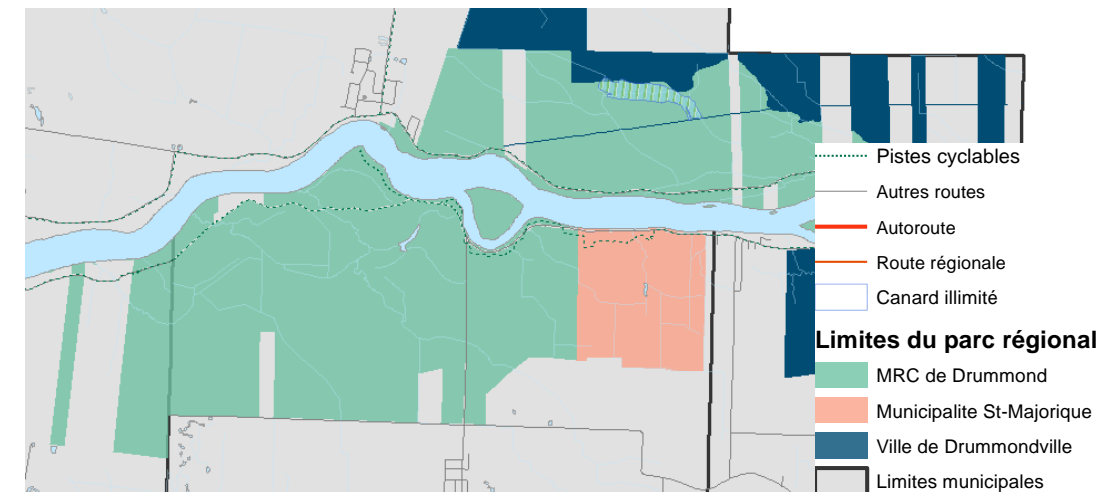 Pistes cyclables
Autres routes
Autoroute
Route régionale
Canard illimité
Limites du parc régional
MRC de Drummond
Municipalite St-Majorique
Ville de Drummondville
Limites municipales